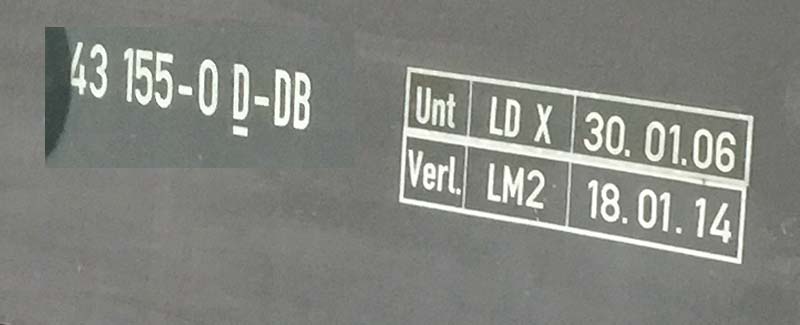 43 155-0 D-DB
Unt LD X 30. 01.06
Verl. LM2 18. 01. 14